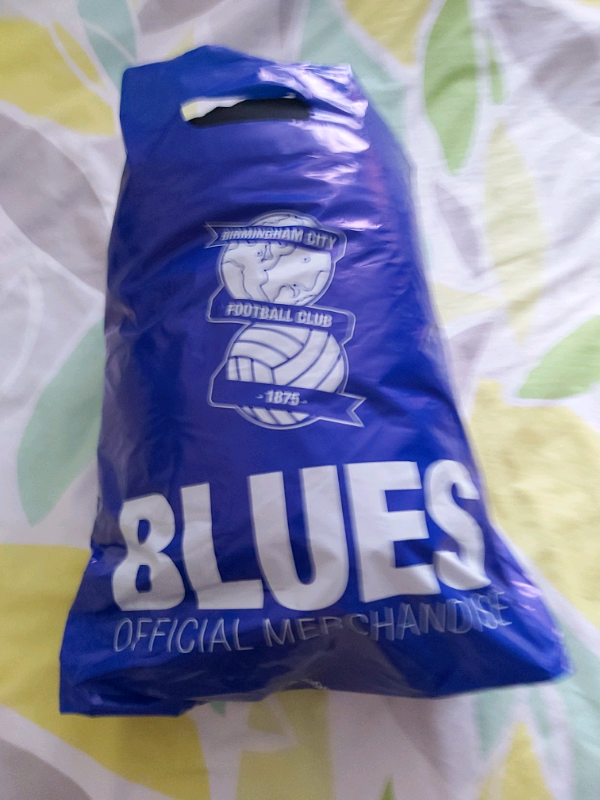 BIRMINGHAM CITY
FOOTBALL CLUB
-1875-
BLUES
OFFICIAL MERCHANDISE